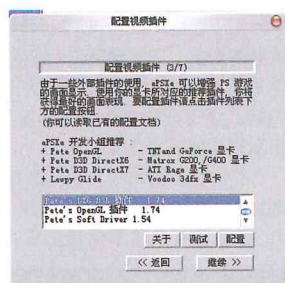 配置视频插件
配置视频插件 (3/7)
由于一些外部插件的使用，ePSXe 可以增强 PS 游戏
的画面显示。使用你的显卡所对应的推荐插件，你将
获得最好的画面表现。要配置插件请点击插件列表下
方的配置按钮.
(你可以读取已有的配置文档)
ePSXe 开发小组推荐 :
+ Pete OpenGL - TNTand GeForce 显卡
+ Pete D3D DirectX6 - Matrox G200,/G400 显卡
+ Pete D3D DirectX7 - ATI Rage 显卡
+ Lewpy Glide - Voodoo 3dfx 显卡
Pete's D3D 插件 1.74
Pete's OpenGL 插件 1.74
Pete's Soft Driver 1.54
关于 测试 配置
<< 返回 继续 >>